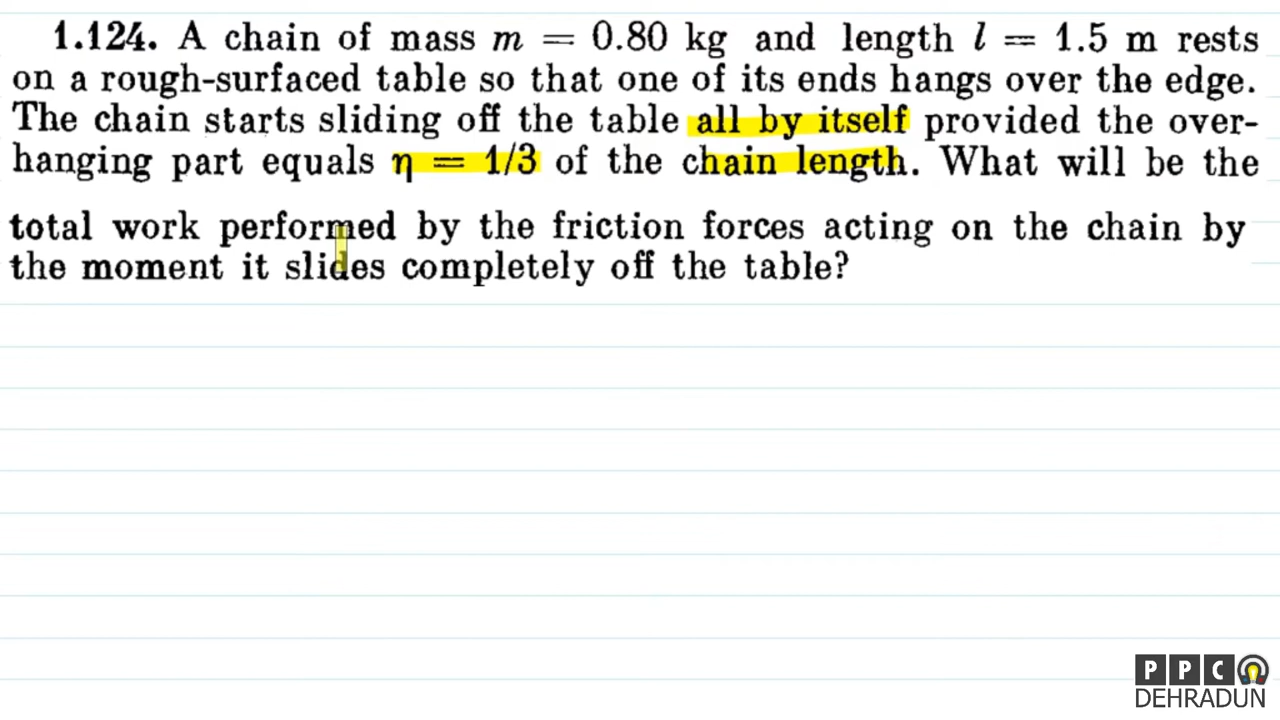 1.124. A chain of mass m = 0.80 kg and length l = 1.5 m rests
on a rough-surfaced table so that one of its ends hangs over the edge.
The chain starts sliding off the table all by itself provided the over-
hanging part equals η = 1/3 of the chain length. What will be the
total work performed by the friction forces acting on the chain by
the moment it slides completely off the table?
PPC
DEHRADUN